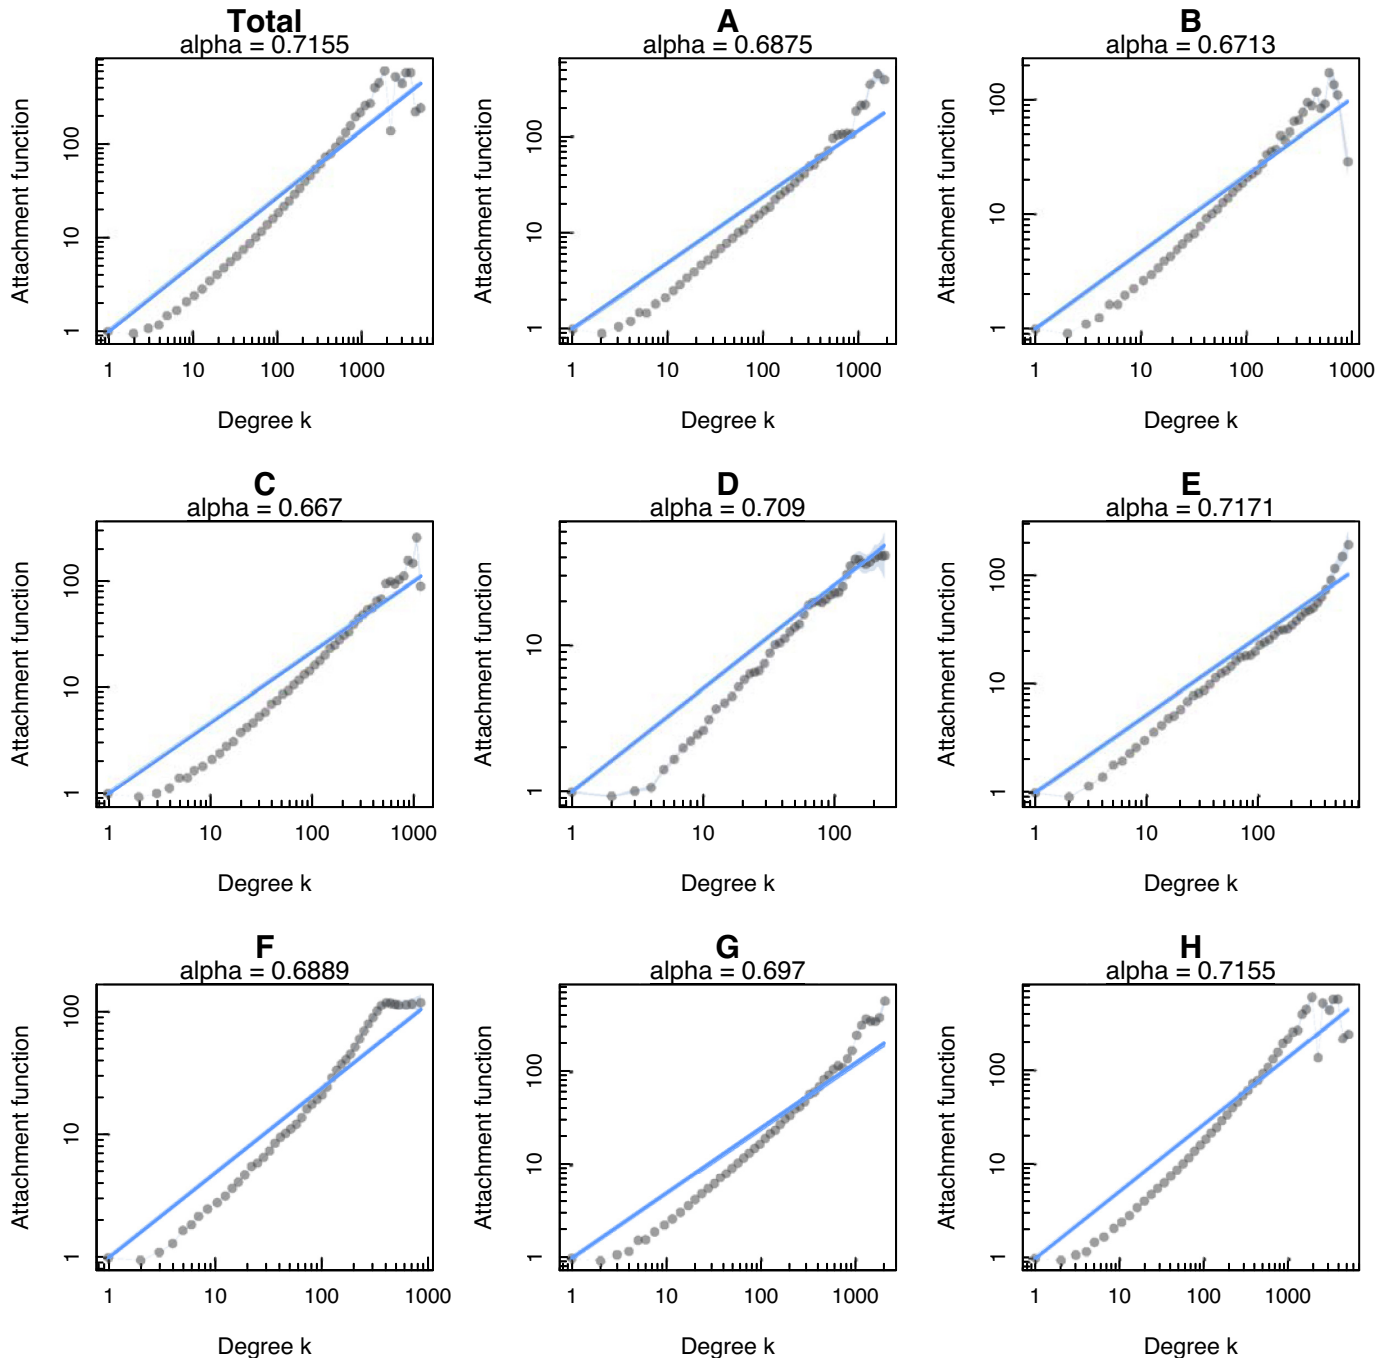 Total
alpha = 0.7155
Attachment function
1
10
100
1
10
100
1000
Degree k
A
alpha = 0.6875
Attachment function
1
10
100
1
10
100
1000
Degree k
B
alpha = 0.6713
Attachment function
1
10
100
1
10
100
1000
Degree k
C
alpha = 0.667
Attachment function
1
10
100
1
10
100
1000
Degree k
D
alpha = 0.709
Attachment function
1
10
1
10
100
Degree k
E
alpha = 0.7171
Attachment function
1
10
100
1
10
100
Degree k
F
alpha = 0.6889
Attachment function
1
10
100
1
10
100
1000
Degree k
G
alpha = 0.697
Attachment function
1
10
100
1
10
100
1000
Degree k
H
alpha = 0.7155
Attachment function
1
10
100
1
10
100
1000
Degree k